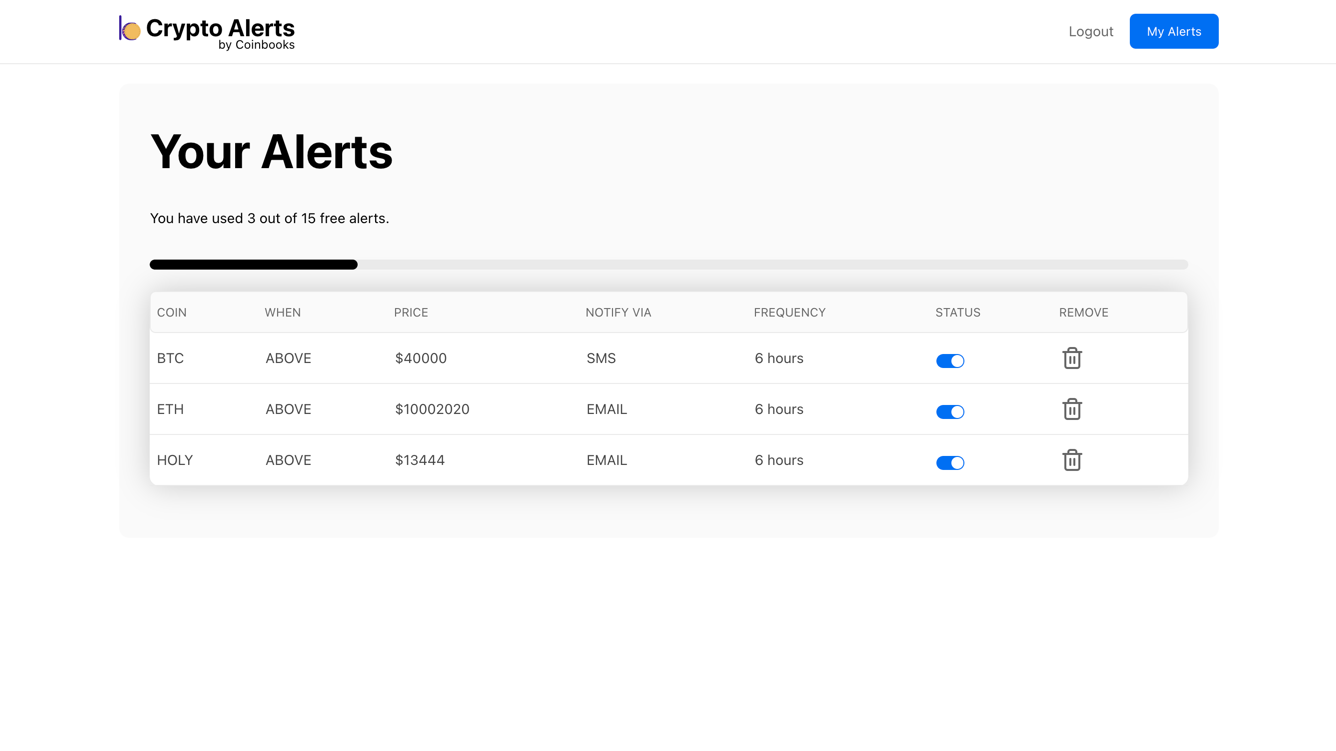 Crypto Alerts
by Coinbooks
Logout
My Alerts
Your Alerts
You have used 3 out of 15 free alerts.
COIN WHEN PRICE NOTIFY VIA FREQUENCY STATUS REMOVE
BTC ABOVE $40000 SMS 6 hours
ETH ABOVE $10002020 EMAIL 6 hours
HOLY ABOVE $13444 EMAIL 6 hours